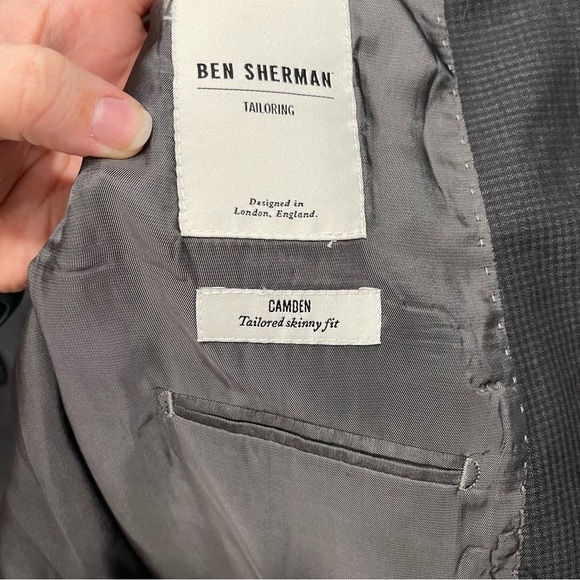 BEN SHERMAN
TAILORING
Designed in
London, England.
CAMDEN
Tailored skinny fit